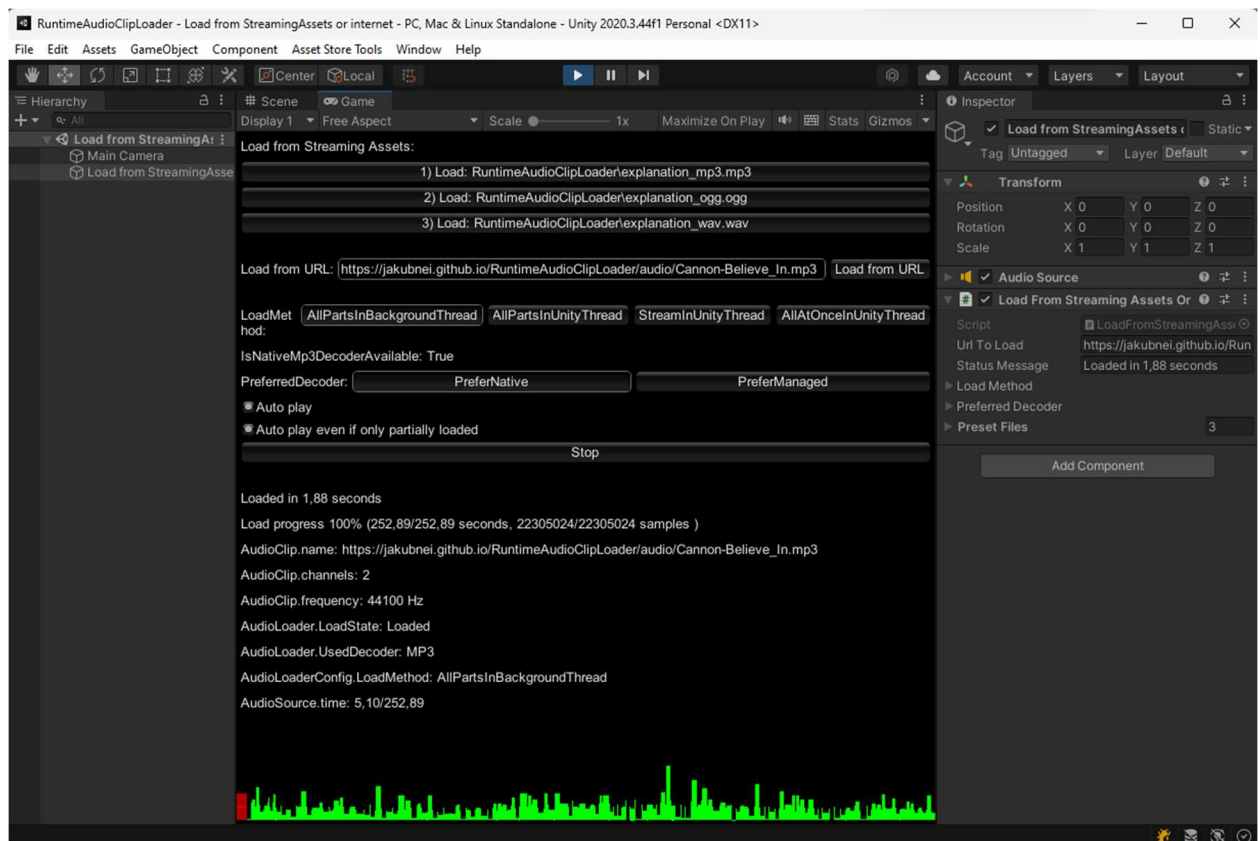 RuntimeAudioClipLoader - Load from StreamingAssets or internet - PC, Mac & Linux Standalone - Unity 2020.3.44f1 Personal <DX11>
File Edit Assets GameObject Component Asset Store Tools Window Help
Center Local Account Layers Layout
Hierarchy
All
Load from StreamingA
Main Camera
Load from StreamingAsse
Scene Game
Display 1 Free Aspect Scale 1x Maximize On Play Stats Gizmos
Load from Streaming Assets:
1) Load: RuntimeAudioClipLoader\explanation_mp3.mp3
2) Load: RuntimeAudioClipLoader\explanation_ogg.ogg
3) Load: RuntimeAudioClipLoader\explanation_wav.wav
Load from URL: https://jakubnei.github.io/RuntimeAudioClipLoader/audio/Cannon-Believe_In.mp3 Load from URL
LoadMet AllPartsInBackgroundThread AllPartsInUnityThread StreamInUnityThread AllAtOnceInUnityThread
hod:
IsNativeMp3DecoderAvailable: True
PreferredDecoder: PreferNative PreferManaged
Auto play
Auto play even if only partially loaded
Stop
Loaded in 1,88 seconds
Load progress 100% (252,89/252,89 seconds, 22305024/22305024 samples )
AudioClip.name: https://jakubnei.github.io/RuntimeAudioClipLoader/audio/Cannon-Believe_In.mp3
AudioClip.channels: 2
AudioClip.frequency: 44100 Hz
AudioLoader.LoadState: Loaded
AudioLoader.UsedDecoder: MP3
AudioLoaderConfig.LoadMethod: AllPartsInBackgroundThread
AudioSource.time: 5,10/252,89
Inspector
Load from StreamingAssets Static
Tag Untagged Layer Default
Transform
Position X 0 Y 0 Z 0
Rotation X 0 Y 0 Z 0
Scale X 1 Y 1 Z 1
Audio Source
Load From Streaming Assets Or
Script LoadFromStreamingAss
Url To Load https://jakubnei.github.io/Run
Status Message Loaded in 1,88 seconds
Load Method
Preferred Decoder
Preset Files 3
Add Component